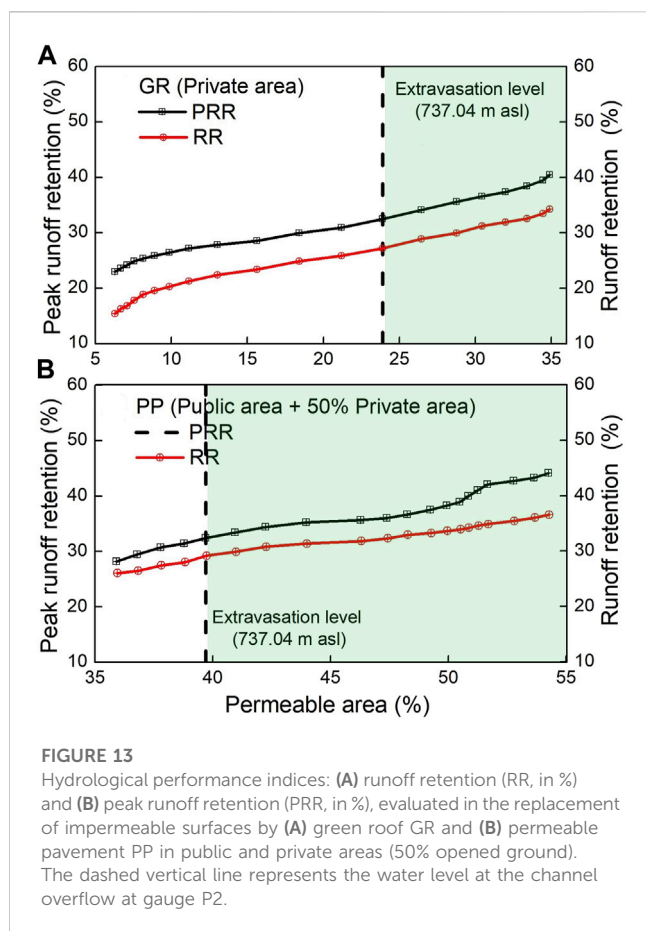 A
60
60
GR (Private area)
PRR
RR
Extravasation level
(737.04 m asl)
Peak runoff retention (%)
Runoff retention (%)
50
50
40
40
30
30
20
20
10
10
5
10
15
20
25
30
35
B
60
60
PP (Public area + 50% Private area)
PRR
RR
Peak runoff retention (%)
Runoff retention (%)
50
50
40
40
30
30
20
20
10
10
Extravasation level
(737.04 m asl)
35
40
45
50
55
Permeable area (%)
FIGURE 13
Hydrological performance indices: (A) runoff retention (RR, in %)
and (B) peak runoff retention (PRR, in %), evaluated in the replacement
of impermeable surfaces by (A) green roof GR and (B) permeable
pavement PP in public and private areas (50% opened ground).
The dashed vertical line represents the water level at the channel
overflow at gauge P2.